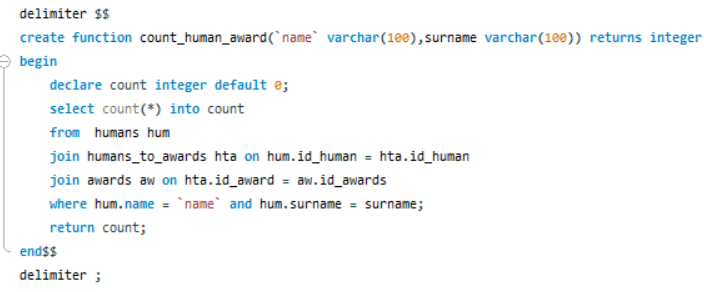 delimiter $$
create function count_human_award(`name` varchar(100),surname varchar(100)) returns integer
begin
declare count integer default 0;
select count(*) into count
from  humans hum
join humans_to_awards hta on hum.id_human = hta.id_human
join awards aw on hta.id_award = aw.id_awards
where hum.name = `name` and hum.surname = surname;
return count;
end$$
delimiter ;